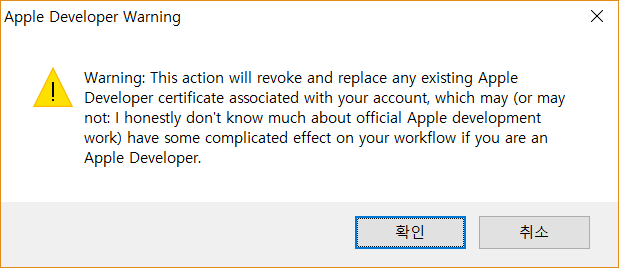 Apple Developer Warning
Warning: This action will revoke and replace any existing Apple
Developer certificate associated with your account, which may (or may
not: I honestly don't know much about official Apple development
work) have some complicated effect on your workflow if you are an
Apple Developer.
확인
취소